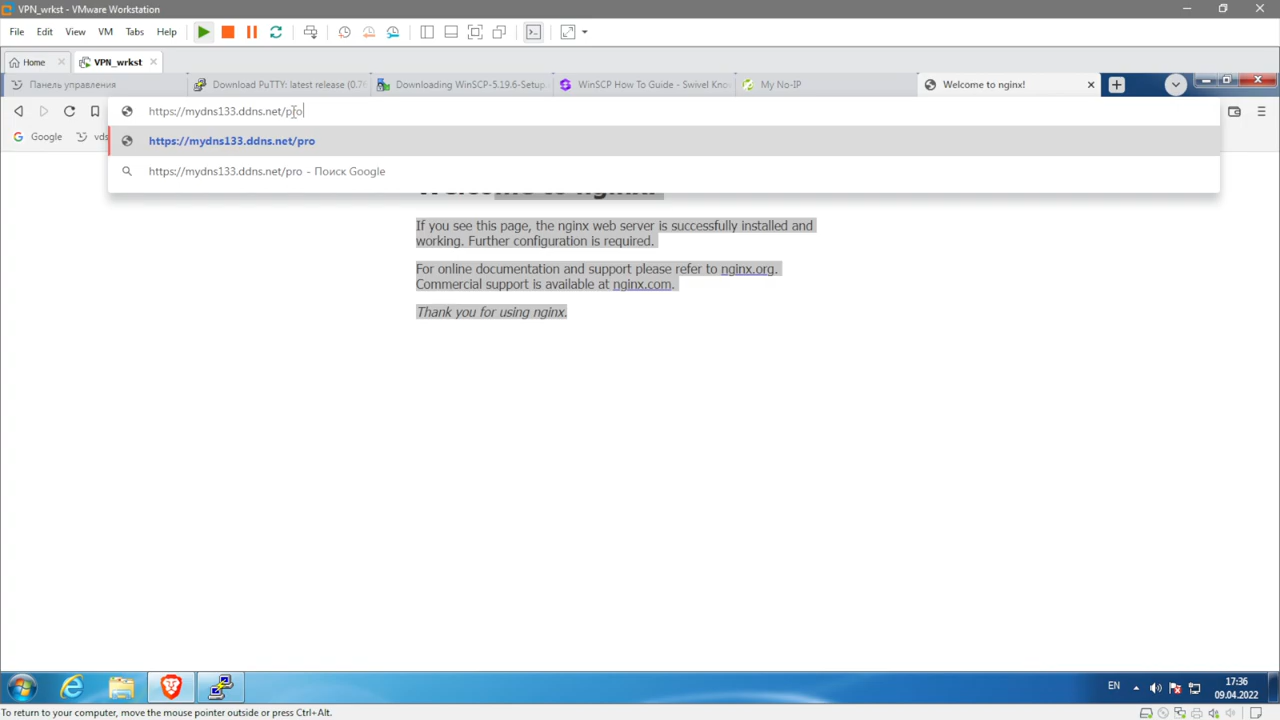 VPN_wrkst - VMware Workstation
File Edit View VM Tabs Help
Home VPN_wrkst
Панель управления Download PuTTY: latest release (0.7 Downloading WinSCP-5.19.6-Setup. WinSCP How To Guide - Swivel Kno My No-IP Welcome to nginx!
https://mydns133.ddns.net/pro
Google vds
https://mydns133.ddns.net/pro
https://mydns133.ddns.net/pro - Поиск Google
Welcome to nginx!
If you see this page, the nginx web server is successfully installed and
working. Further configuration is required.
For online documentation and support please refer to nginx.org.
Commercial support is available at nginx.com.
Thank you for using nginx.
EN 17:36
09.04.2022
To return to your computer, move the mouse pointer outside or press Ctrl+Alt.